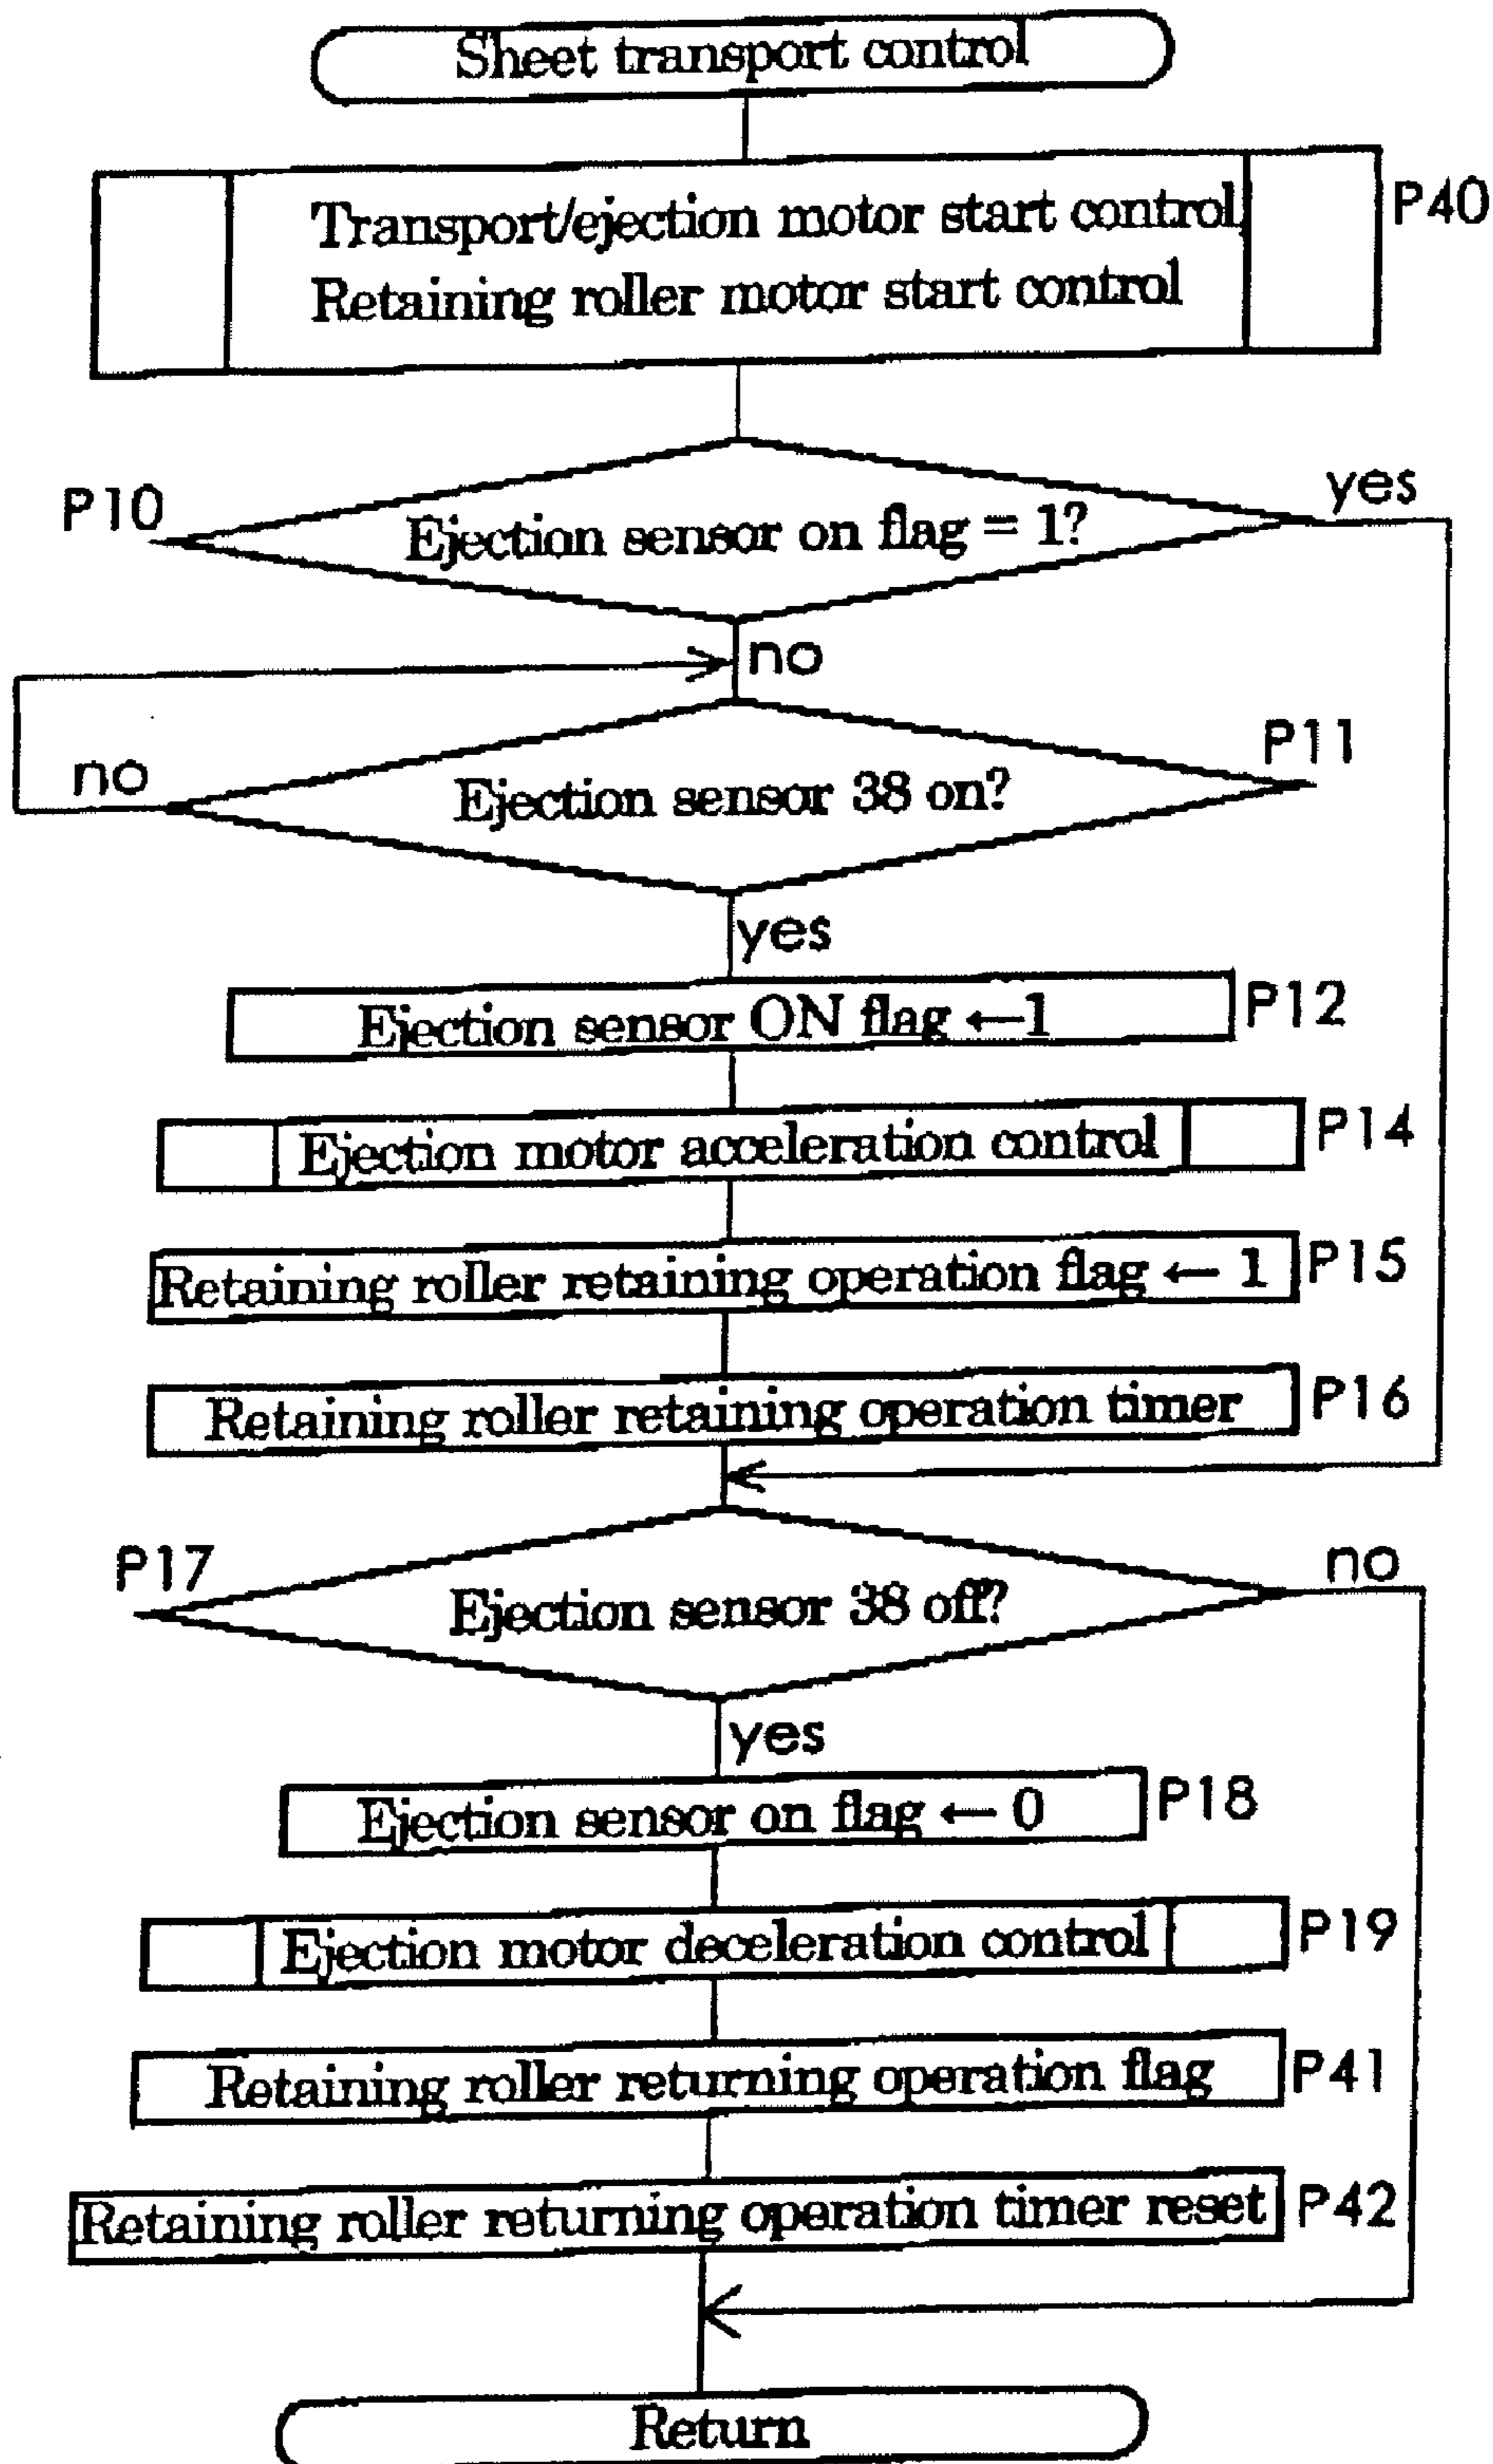 Sheet transport control
Transport/ejection motor start control
Retaining roller motor start control
P40
P10
Ejection sensor on flag = 1?
yes
no
P11
no
Ejection sensor 38 on?
yes
Ejection sensor ON flag ←1
P12
Ejection motor acceleration control
P14
Retaining roller retaining operation flag ← 1
P15
Retaining roller retaining operation timer
P16
P17
Ejection sensor 38 off?
no
yes
Ejection sensor on flag ← 0
P18
Ejection motor deceleration control
P19
Retaining roller returning operation flag
P41
Retaining roller returning operation timer reset
P42
Return